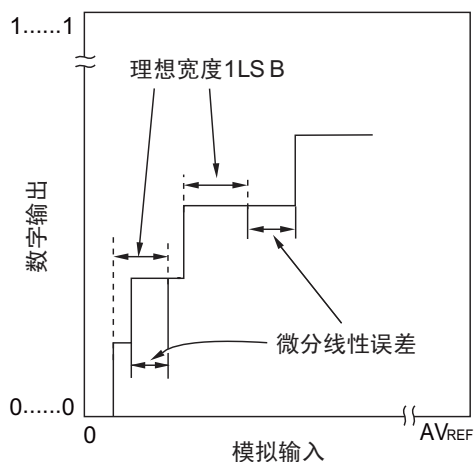 1......1
理想宽度1LSB
数字输出
微分线性误差
0......0
0
AVREF
模拟输入